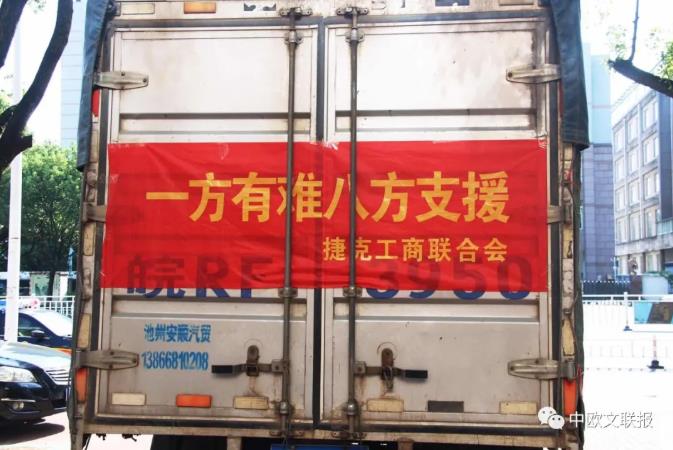 一方有难八方支援
捷克工商联合会
皖RF 3950
池州安顺汽贸
13866810208
中欧文联报